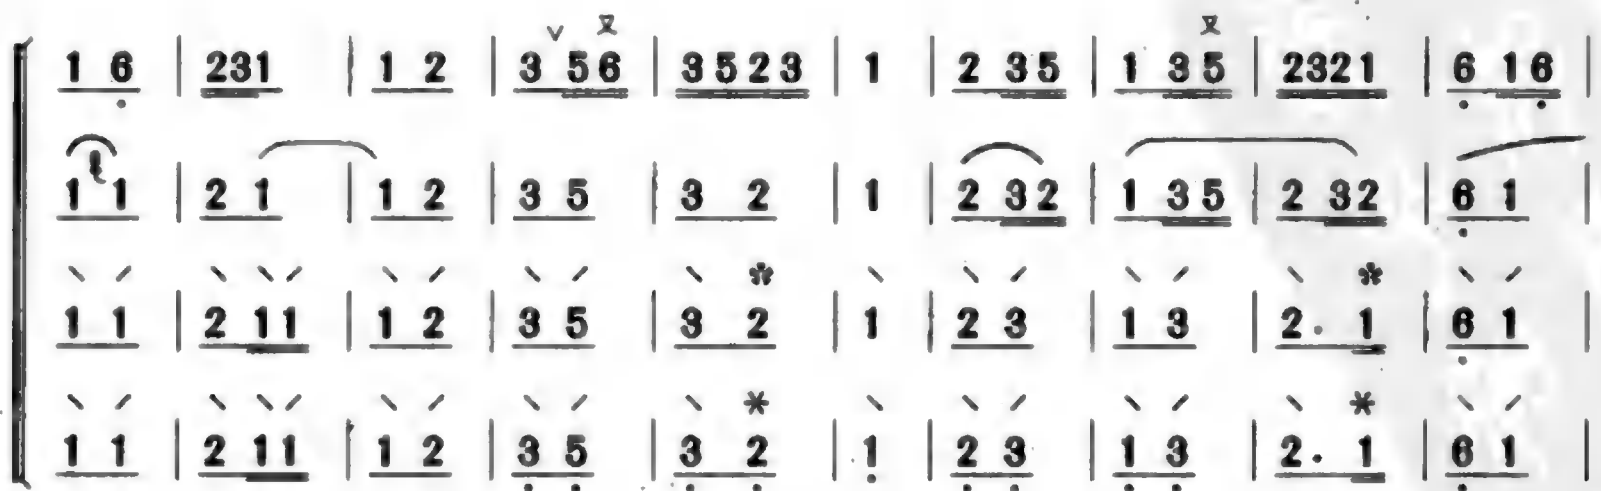 1 6 | 231 | 1 2 | 3 56 | 3523 | 1 | 2 35 | 1 35 | 2321 | 6 16 |
1 1 | 2 1 | 1 2 | 3 5 | 3 2 | 1 | 2 32 | 1 35 | 2 32 | 6 1 |
1 1 | 2 11 | 1 2 | 3 5 | 3 2 | 1 | 2 3 | 1 3 | 2· 1 | 6 1 |
1 1 | 2 11 | 1 2 | 3 5 | 3 2 | 1 | 2 3 | 1 3 | 2· 1 | 6 1 |